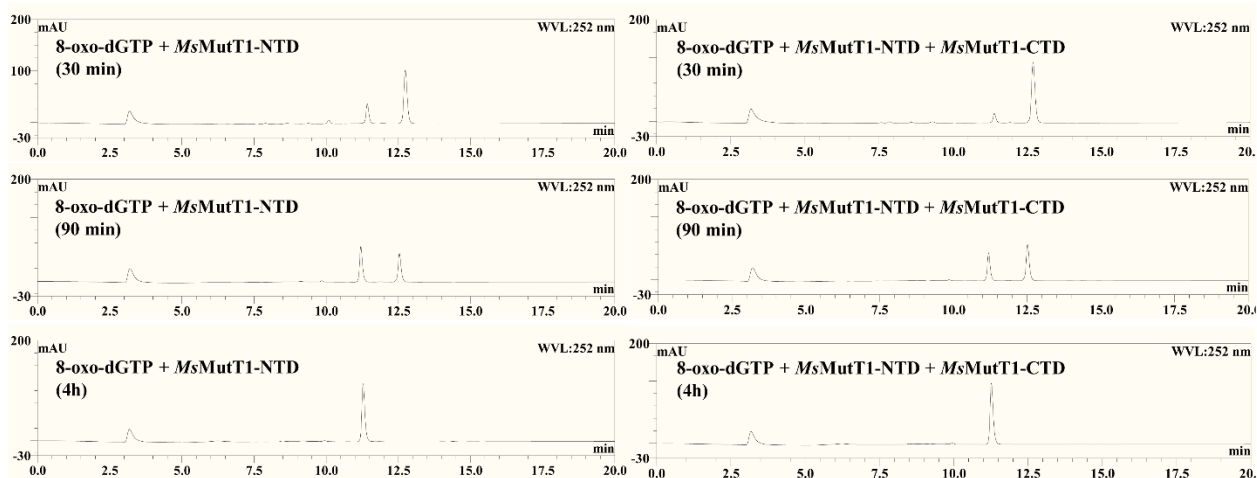 200
mAU
WVL:252 nm
8-oxo-dGTP + MsMutT1-NTD
(30 min)
100
-30
min
0.0 2.5 5.0 7.5 10.0 12.5 15.0 17.5 20.0
200
mAU
WVL:252 nm
8-oxo-dGTP + MsMutT1-NTD + MsMutT1-CTD
(30 min)
-30
min
0.0 2.5 5.0 7.5 10.0 12.5 15.0 17.5 20.
200
mAU
WVL:252 nm
8-oxo-dGTP + MsMutT1-NTD
(90 min)
-30
min
0.0 2.5 5.0 7.5 10.0 12.5 15.0 17.5 20.0
200
mAU
WVL:252 nm
8-oxo-dGTP + MsMutT1-NTD + MsMutT1-CTD
(90 min)
-30
min
0.0 2.5 5.0 7.5 10.0 12.5 15.0 17.5 20.
200
mAU
WVL:252 nm
8-oxo-dGTP + MsMutT1-NTD
(4h)
-30
min
0.0 2.5 5.0 7.5 10.0 12.5 15.0 17.5 20.0
200
mAU
WVL:252 nm
8-oxo-dGTP + MsMutT1-NTD + MsMutT1-CTD
(4h)
-30
min
0.0 2.5 5.0 7.5 10.0 12.5 15.0 17.5 20.